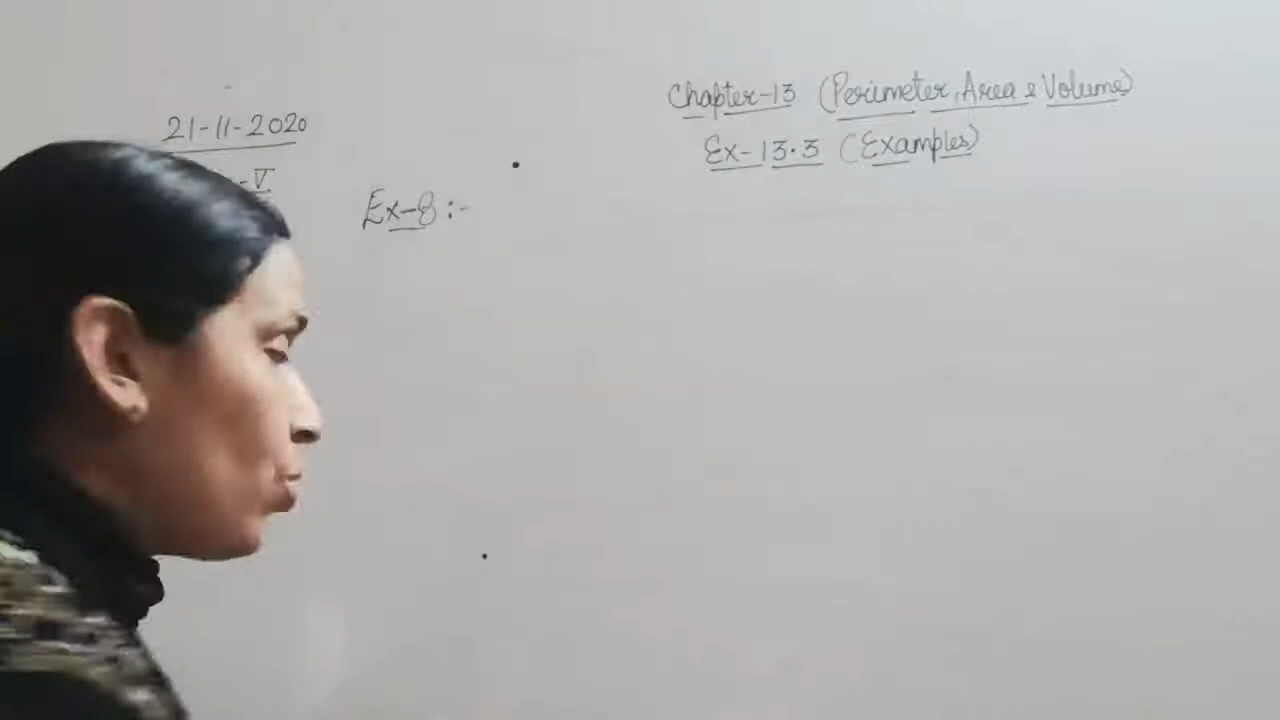 21-11-2020
-V
Chapter-13 (Perimeter, Area & Volume)
Ex-13.3 (Examples)
Ex-8:-